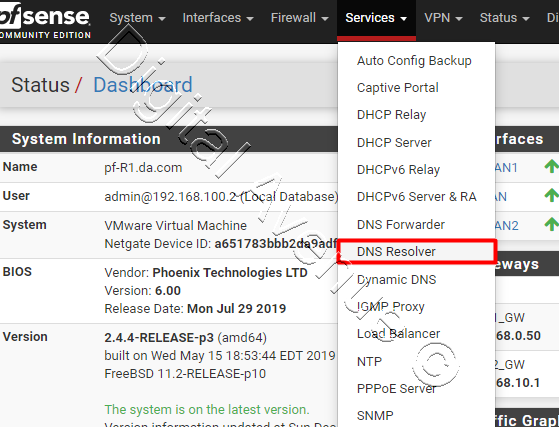 pfsense
COMMUNITY EDITION
System Interfaces Firewall Services VPN Status Di
Status / Dashboard
System Information
Name pf-R1.da.com
User admin@192.168.100.2 (Local Database)
System VMware Virtual Machine
Netgate Device ID: a651783bbb2da9adf
BIOS Vendor: Phoenix Technologies LTD
Version: 6.00
Release Date: Mon Jul 29 2019
Version 2.4.4-RELEASE-p3 (amd64)
built on Wed May 15 18:53:44 EDT 2019
FreeBSD 11.2-RELEASE-p10
The system is on the latest version.
Version information updated at Sun Dec
Auto Config Backup
Captive Portal
DHCP Relay
DHCP Server
DHCPv6 Relay
DHCPv6 Server & RA
DNS Forwarder
DNS Resolver
Dynamic DNS
IGMP Proxy
Load Balancer
NTP
PPPoE Server
SNMP
erfaces
AN1
AN
AN2
eways
1_GW
8.0.50
2_GW
68.10.1
ffic Grap